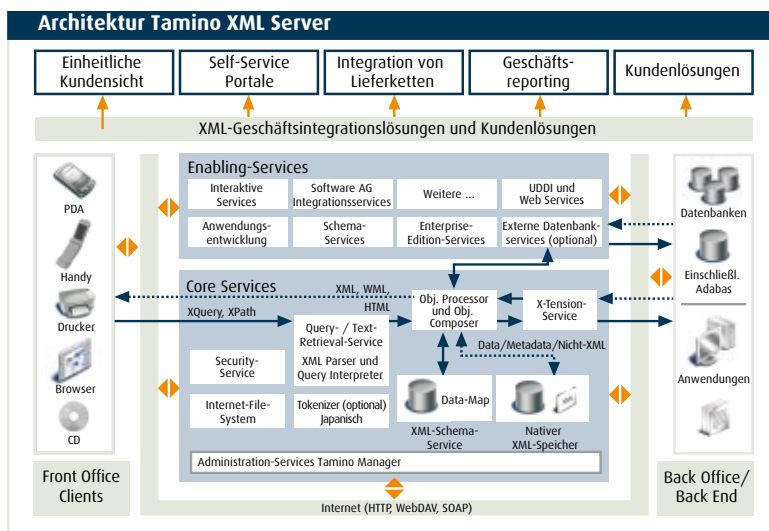 Architektur Tamino XML Server
Einheitliche
Kundensicht
Self-Service
Portale
Integration von
Lieferketten
Geschäfts-
reporting
Kundenlösungen
XML-Geschäftsintegrationslösungen und Kundenlösungen
PDA
Handy
Drucker
Browser
CD
Front Office
Clients
Enabling-Services
Interaktive
Services
Software AG
Integrationsservices
Weitere ...
UDDI und
Web Services
Anwendungs-
entwicklung
Schema-
Services
Enterprise-
Edition-Services
Externe Datenbank-
services (optional)
Core Services
XML, WML,
HTML
XQuery, XPath
Obj. Processor
und Obj.
Composer
X-Tension-
Service
Query- / Text-
Retrieval-Service
XML Parser und
Query Interpreter
Data/Metadata/Nicht-XML
Security-
Service
Internet-File-
System
Tokenizer (optional)
Japanisch
Data-Map
XML-Schema-
Service
XML
Nativer
XML-Speicher
Administration-Services Tamino Manager
Internet (HTTP, WebDAV, SOAP)
Datenbanken
Einschließl.
Adabas
Anwendungen
Back Office/
Back End